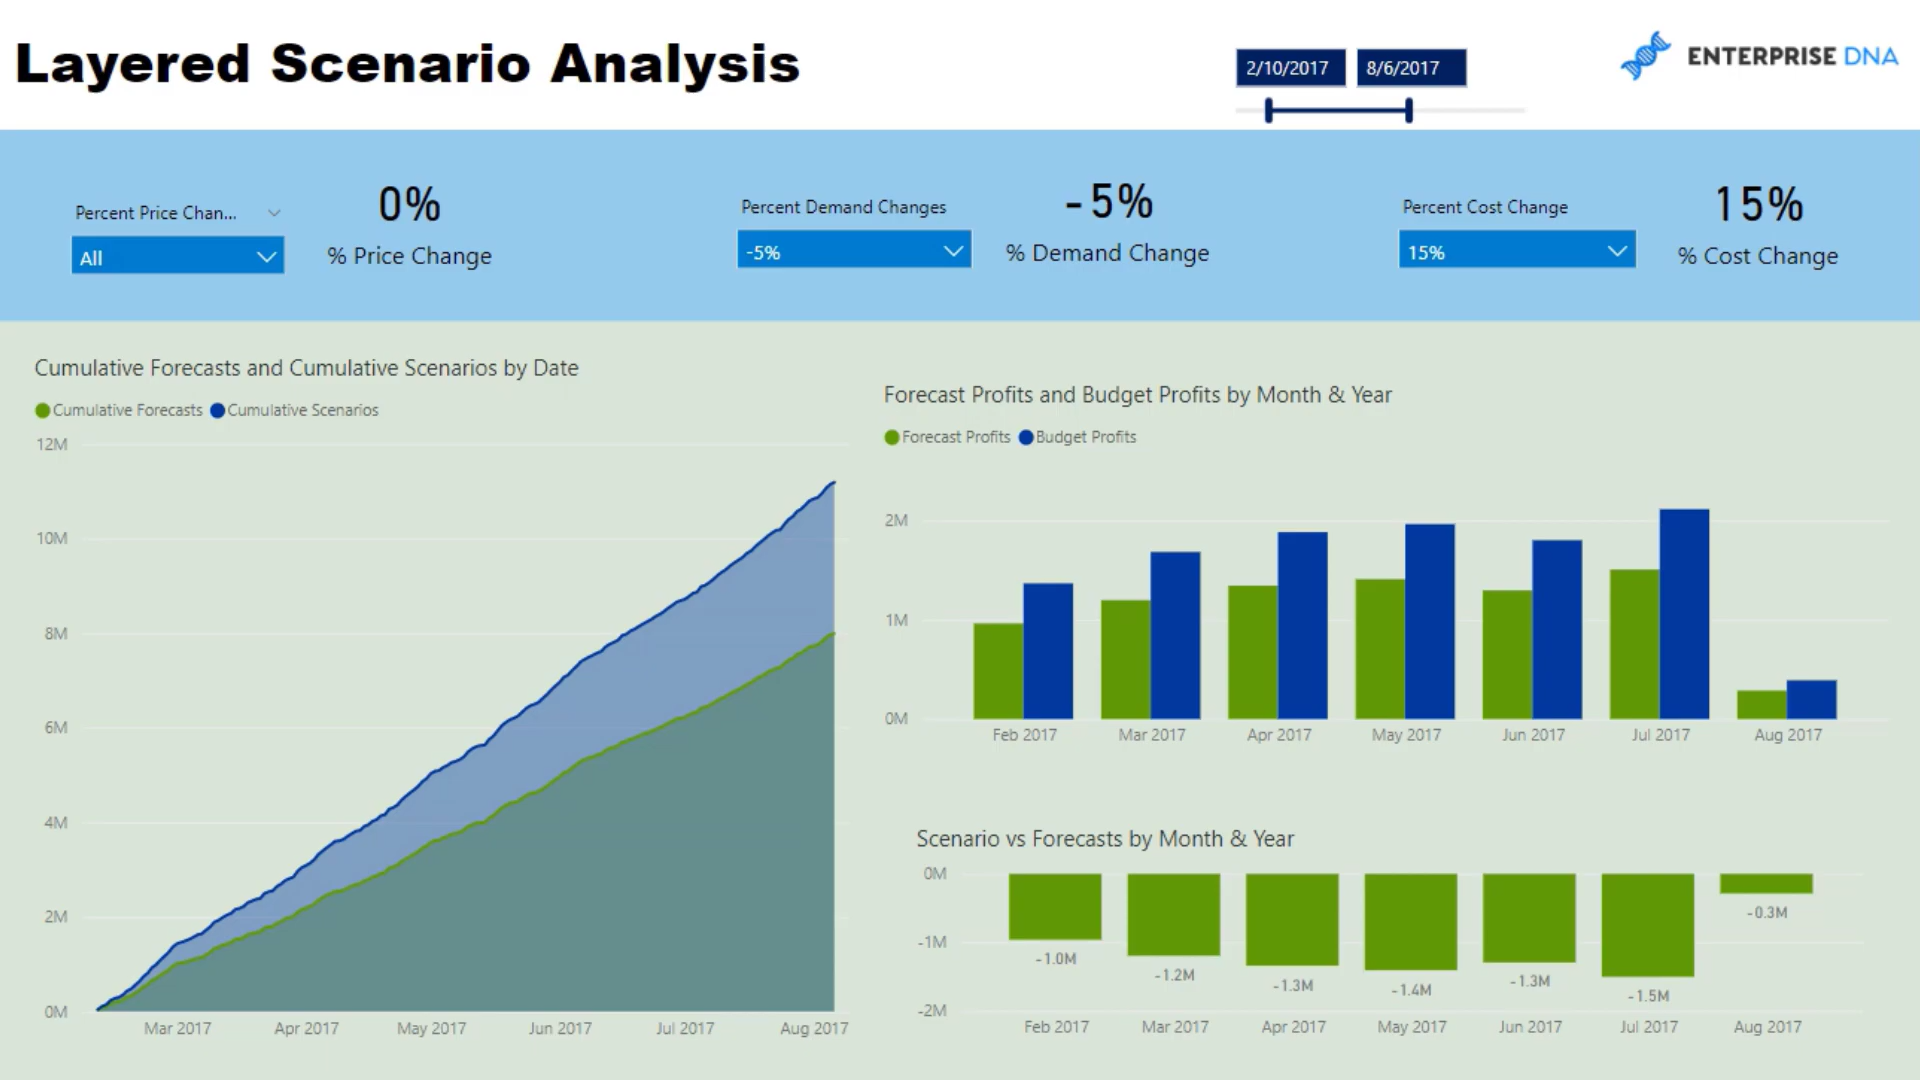 Layered Scenario Analysis
2/10/2017 8/6/2017
ENTERPRISE DNA
Percent Price Chan...
All
0%
% Price Change
Percent Demand Changes
-5%
-5%
% Demand Change
Percent Cost Change
15%
15%
% Cost Change
Cumulative Forecasts and Cumulative Scenarios by Date
Cumulative Forecasts Cumulative Scenarios
12M
10M
8M
6M
4M
2M
0M
Mar 2017 Apr 2017 May 2017 Jun 2017 Jul 2017 Aug 2017
Forecast Profits and Budget Profits by Month & Year
Forecast Profits Budget Profits
2M
1M
0M
Feb 2017 Mar 2017 Apr 2017 May 2017 Jun 2017 Jul 2017 Aug 2017
Scenario vs Forecasts by Month & Year
0M
-1M
-2M
-1.0M -1.2M -1.3M -1.4M -1.3M -1.5M -0.3M
Feb 2017 Mar 2017 Apr 2017 May 2017 Jun 2017 Jul 2017 Aug 2017